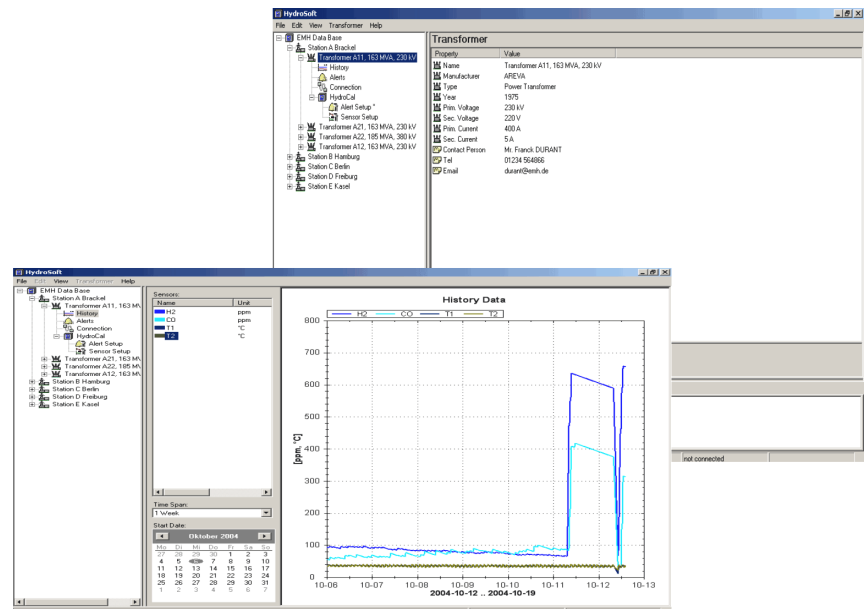 HydroSoft
File Edit View Transformer Help
EMH Data Base
Station A Brackel
Transformer A11, 163 MVA, 230 kV
History
Alerts
Connection
HydroCal
Alert Setup *
Sensor Setup
Transformer A21, 163 MVA, 230 kV
Transformer A22, 185 MVA, 380 kV
Transformer A12, 163 MVA, 230 kV
Station B Hamburg
Station C Berlin
Station D Freiburg
Station E Kasel
Transformer
Property Value
Name Transformer A11, 163 MVA, 230 kV
Manufacturer AREVA
Type Power Transformer
Year 1975
Prim. Voltage 230 kV
Sec. Voltage 220 V
Prim. Current 400 A
Sec. Current 5 A
Contact Person Mr. Franck DURANT
Tel 01234 564866
Email durant@emh.de
not connected
HydroSoft
File Edit View Transformer Help
EMH Data Base
Station A Brackel
Transformer A11, 163 M
History
Alerts
Connection
HydroCal
Alert Setup
Sensor Setup
Transformer A21, 163 M
Transformer A22, 185 M
Transformer A12, 163 M
Station B Hamburg
Station C Berlin
Station D Freiburg
Station E Kasel
Sensors:
Name Unit
H2 ppm
CO ppm
T1 °C
T2 °C
Time Span:
1 Week
Start Date:
Oktober 2004
Mo Di Mi Do Fr Sa So
27 28 29 30 1 2 3
4 5 6 7 8 9 10
11 12 13 14 15 16 17
18 19 20 21 22 23 24
25 26 27 28 29 30 31
1 2 3 4 5 6 7
History Data
H2 CO T1 T2
[ppm, °C]
800
700
600
500
400
300
200
100
0
10-06 10-07 10-08 10-09 10-10 10-11 10-12 10-13
2004-10-12 .. 2004-10-19